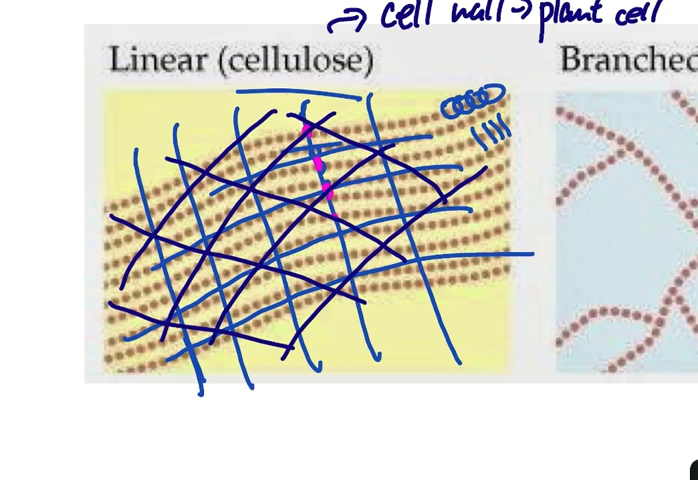 → cell wall → plant cell
Linear (cellulose)
Branched